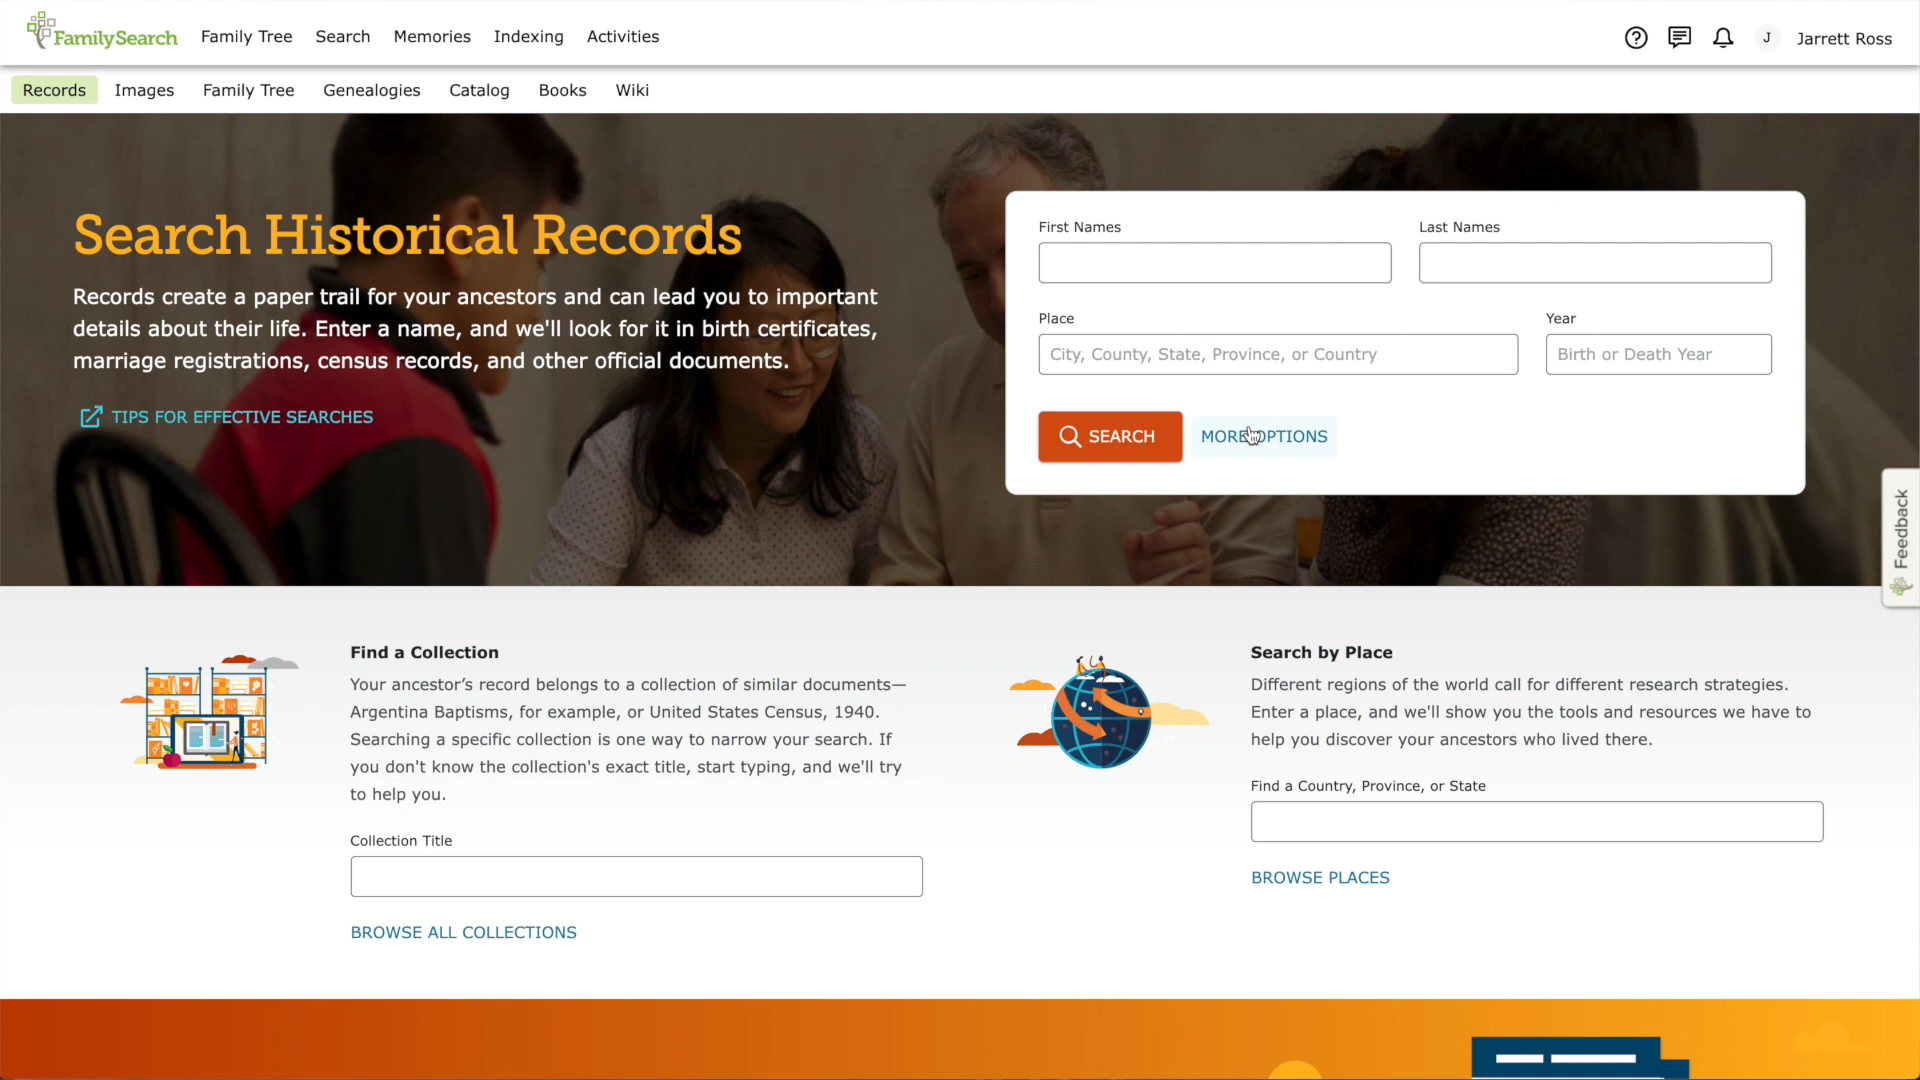 FamilySearch
Family Tree
Search
Memories
Indexing
Activities
J
Jarrett Ross
Records
Images
Family Tree
Genealogies
Catalog
Books
Wiki
Search Historical Records
Records create a paper trail for your ancestors and can lead you to important
details about their life. Enter a name, and we'll look for it in birth certificates,
marriage registrations, census records, and other official documents.
TIPS FOR EFFECTIVE SEARCHES
First Names
Last Names
Place
Year
City, County, State, Province, or Country
Birth or Death Year
SEARCH
MORE OPTIONS
Feedback
Find a Collection
Your ancestor’s record belongs to a collection of similar documents—
Argentina Baptisms, for example, or United States Census, 1940.
Searching a specific collection is one way to narrow your search. If
you don't know the collection's exact title, start typing, and we'll try
to help you.
Collection Title
BROWSE ALL COLLECTIONS
Search by Place
Different regions of the world call for different research strategies.
Enter a place, and we'll show you the tools and resources we have to
help you discover your ancestors who lived there.
Find a Country, Province, or State
BROWSE PLACES